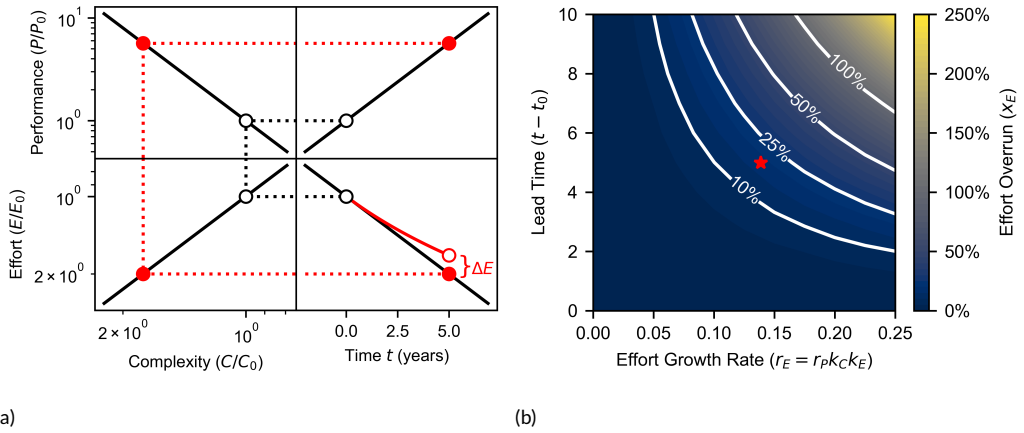 Performance (P/P₀)
10¹
10⁰
Effort (E/E₀)
10⁰
2 × 10⁰
ΔE
2 × 10⁰
10⁰
0.0
2.5
5.0
Complexity (C/C₀)
Time t (years)
a)
Lead Time (t − t₀)
10
8
6
4
2
0
100%
50%
25%
10%
0.00
0.05
0.10
0.15
0.20
0.25
Effort Growth Rate (r_E = r_P k_C k_E)
250%
200%
150%
100%
50%
0%
Effort Overrun (x_E)
(b)